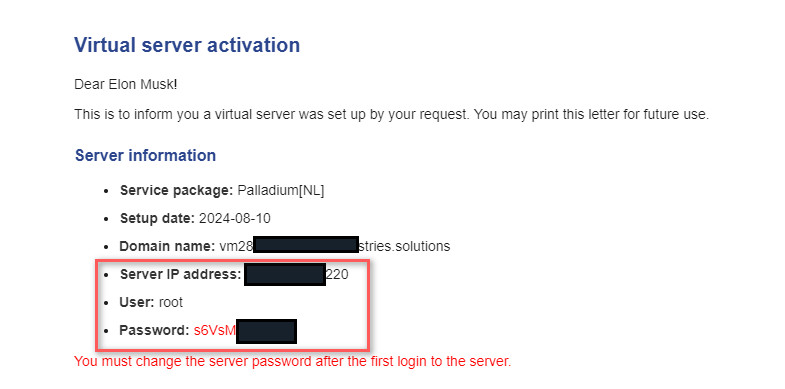 Virtual server activation
Dear Elon Musk!
This is to inform you a virtual server was set up by your request. You may print this letter for future use.
Server information
• Service package: Palladium[NL]
• Setup date: 2024-08-10
• Domain name: vm28 stries.solutions
• Server IP address: 220
• User: root
• Password: s6VsM
You must change the server password after the first login to the server.